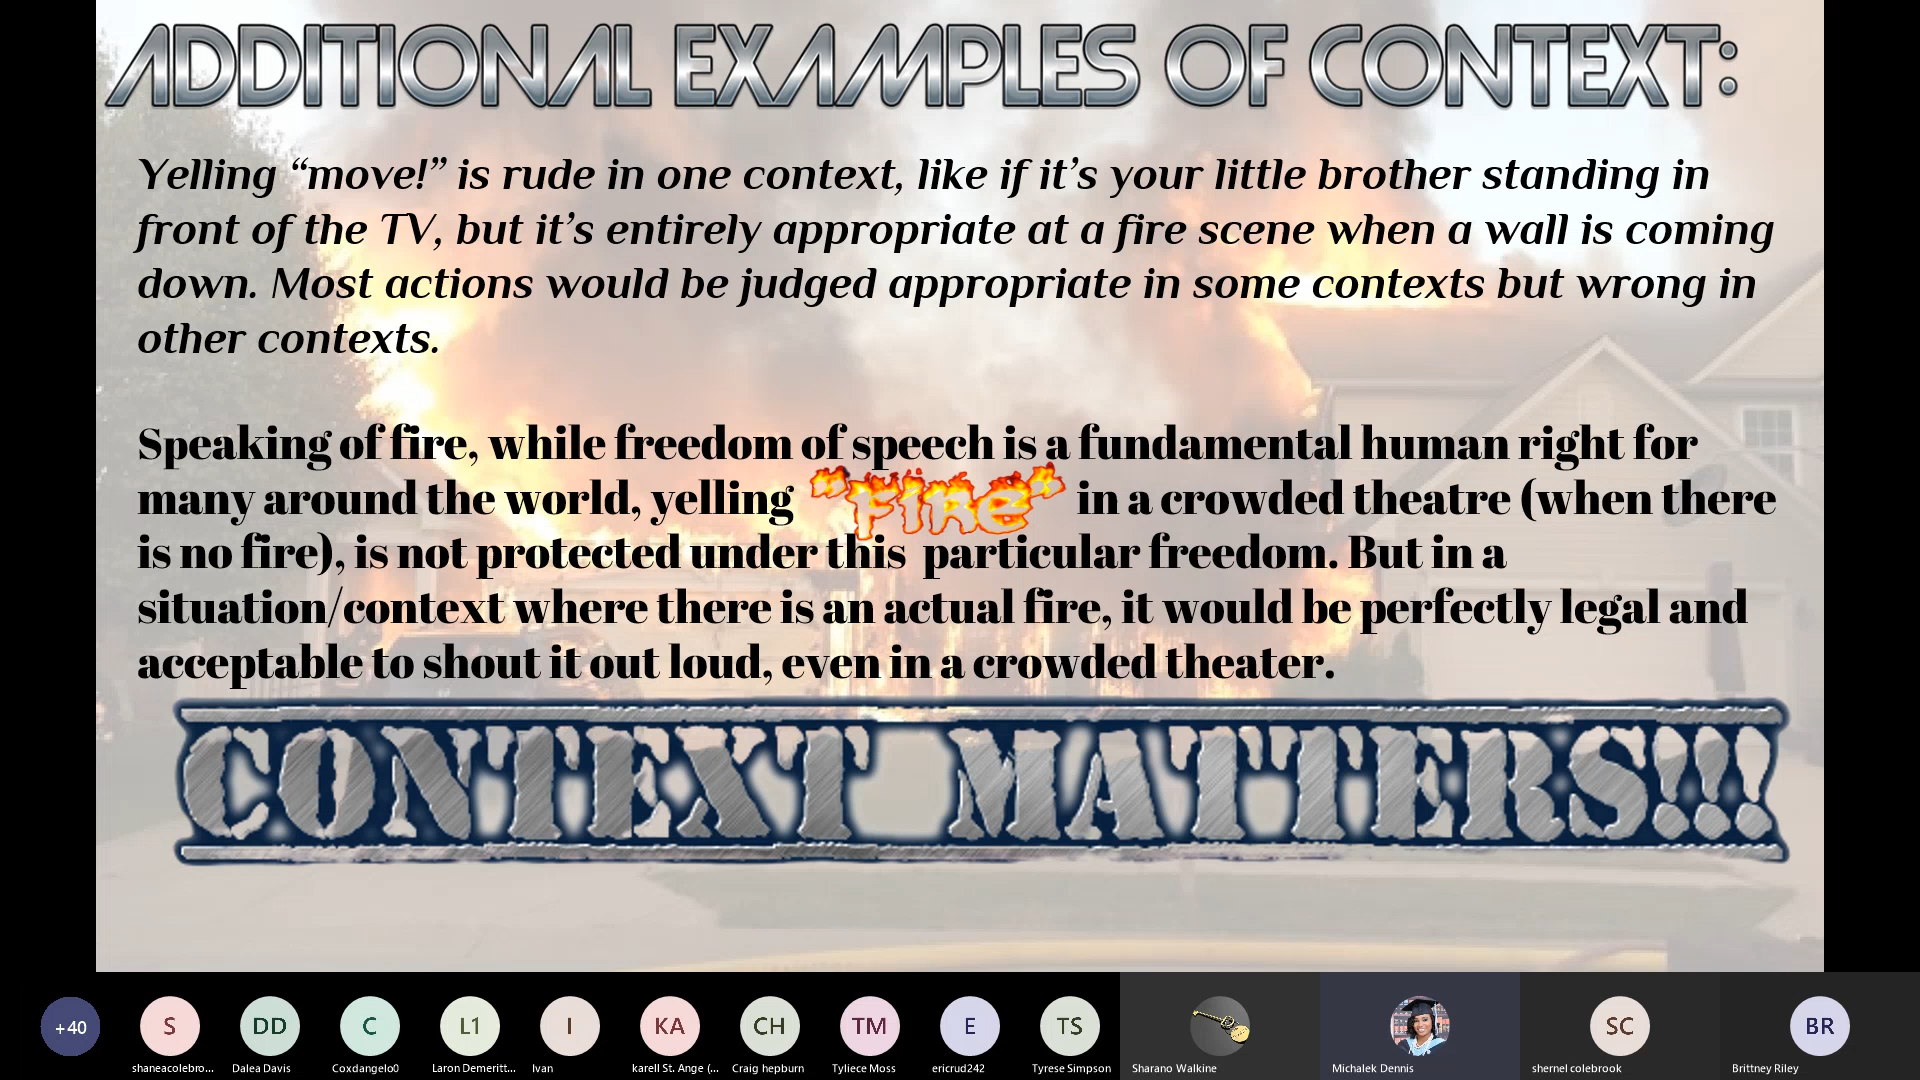 ADDITIONAL EXAMPLES OF CONTEXT:
Yelling “move!” is rude in one context, like if it’s your little brother standing in
front of the TV, but it’s entirely appropriate at a fire scene when a wall is coming
down. Most actions would be judged appropriate in some contexts but wrong in
other contexts.
Speaking of fire, while freedom of speech is a fundamental human right for
many around the world, yelling "FIRE" in a crowded theatre (when there
is no fire), is not protected under this particular freedom. But in a
situation/context where there is an actual fire, it would be perfectly legal and
acceptable to shout it out loud, even in a crowded theater.
CONTEXT MATTERS!!!
+40 S DD C L1 I KA CH TM E TS SC BR
shaneacolebro... Dalea Davis Coxdangelo0 Laron Demeritt... Ivan karell St. Ange (... Craig hepburn Tyliece Moss ericrud242 Tyrese Simpson Sharano Walkine Michalek Dennis shernel colebrook Brittney Riley